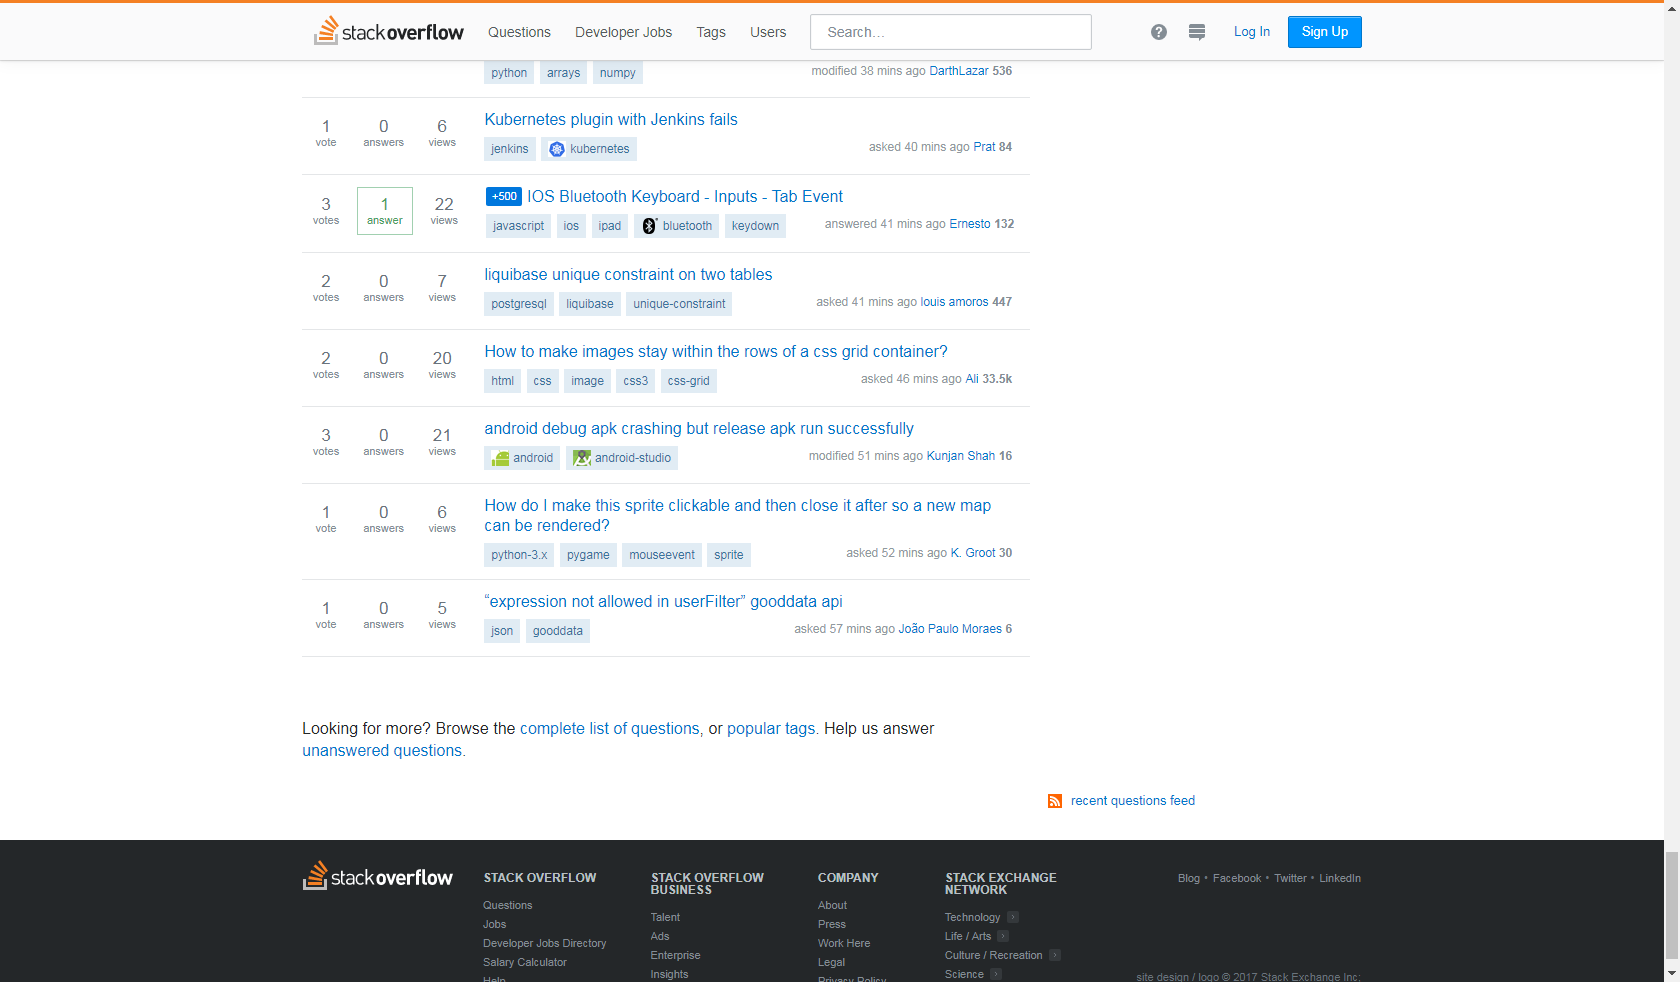 stackoverflow Questions Developer Jobs Tags Users Search... ? Log In Sign Up
python arrays numpy modified 38 mins ago DarthLazar 536
1 vote 0 answers 6 views Kubernetes plugin with Jenkins fails
jenkins kubernetes asked 40 mins ago Prat 84
3 votes 1 answer 22 views +500 IOS Bluetooth Keyboard - Inputs - Tab Event
javascript ios ipad bluetooth keydown answered 41 mins ago Ernesto 132
2 votes 0 answers 7 views liquibase unique constraint on two tables
postgresql liquibase unique-constraint asked 41 mins ago louis amoros 447
2 votes 0 answers 20 views How to make images stay within the rows of a css grid container?
html css image css3 css-grid asked 46 mins ago Ali 33.5k
3 votes 0 answers 21 views android debug apk crashing but release apk run successfully
android android-studio modified 51 mins ago Kunjan Shah 16
1 vote 0 answers 6 views How do I make this sprite clickable and then close it after so a new map
can be rendered?
python-3.x pygame mouseevent sprite asked 52 mins ago K. Groot 30
1 vote 0 answers 5 views “expression not allowed in userFilter” gooddata api
json gooddata asked 57 mins ago João Paulo Moraes 6
Looking for more? Browse the complete list of questions, or popular tags. Help us answer
unanswered questions.
recent questions feed
stackoverflow
STACK OVERFLOW
Questions
Jobs
Developer Jobs Directory
Salary Calculator
Help
STACK OVERFLOW
BUSINESS
Talent
Ads
Enterprise
Insights
COMPANY
About
Press
Work Here
Legal
Privacy Policy
STACK EXCHANGE
NETWORK
Technology
Life / Arts
Culture / Recreation
Science
Blog • Facebook • Twitter • LinkedIn
site design / logo © 2017 Stack Exchange Inc;